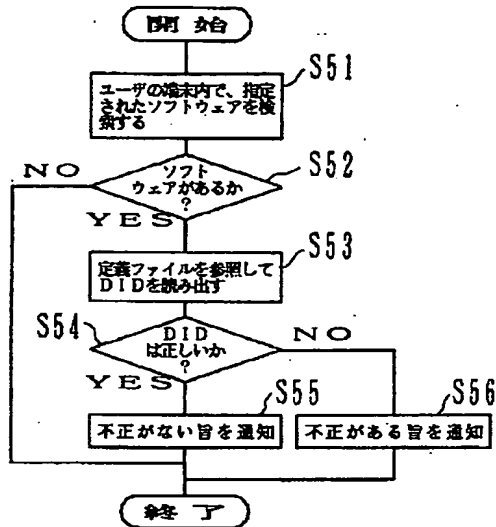 開始
S51
ユーザの端末内で、指定
されたソフトウェアを検
索する
NO
ソフト
ウェアがあるか
?
S52
YES
S53
定義ファイルを参照して
DIDを読み出す
S54
DID
は正しいか
?
NO
YES
S55
S56
不正がない旨を通知
不正がある旨を通知
終了